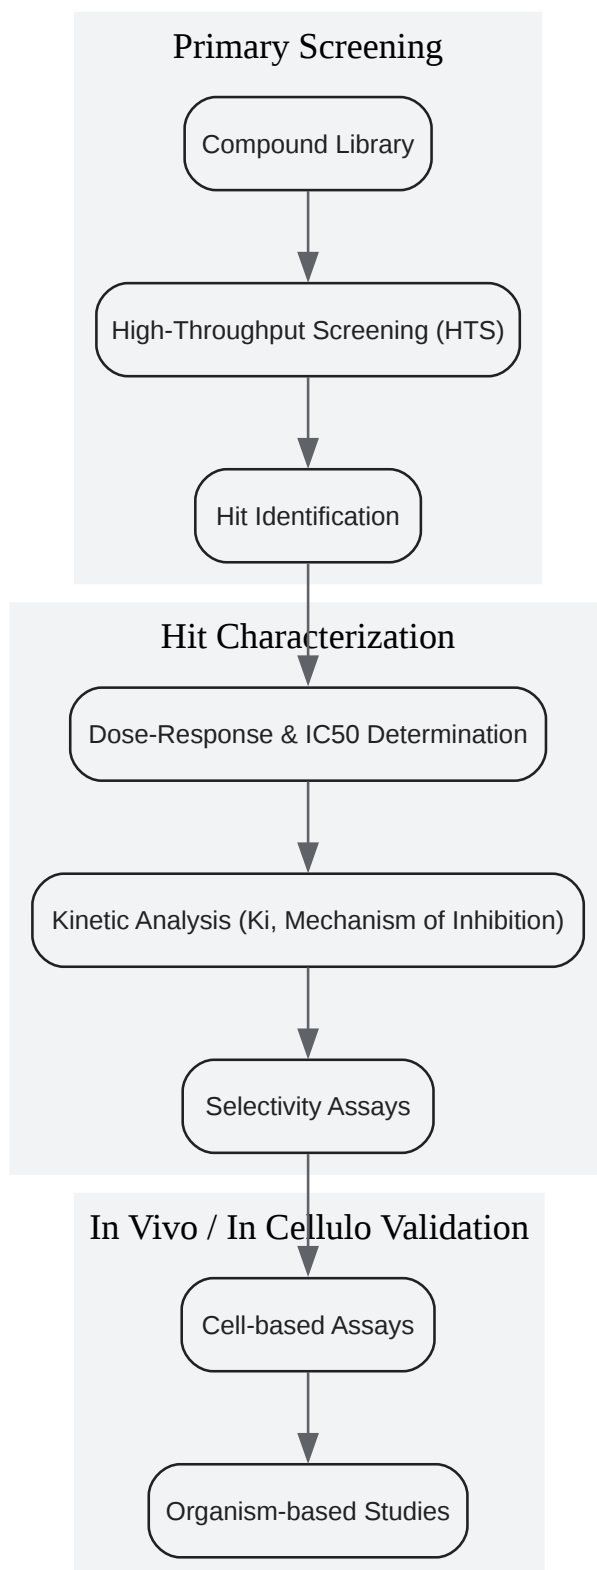 Primary Screening
Compound Library
High-Throughput Screening (HTS)
Hit Identification
Hit Characterization
Dose-Response & IC50 Determination
Kinetic Analysis (Ki, Mechanism of Inhibition)
Selectivity Assays
In Vivo / In Cellulo Validation
Cell-based Assays
Organism-based Studies